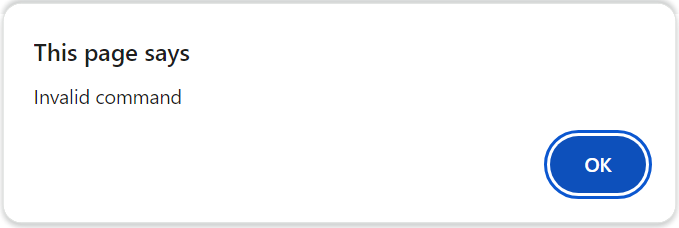 This page says
Invalid command
OK